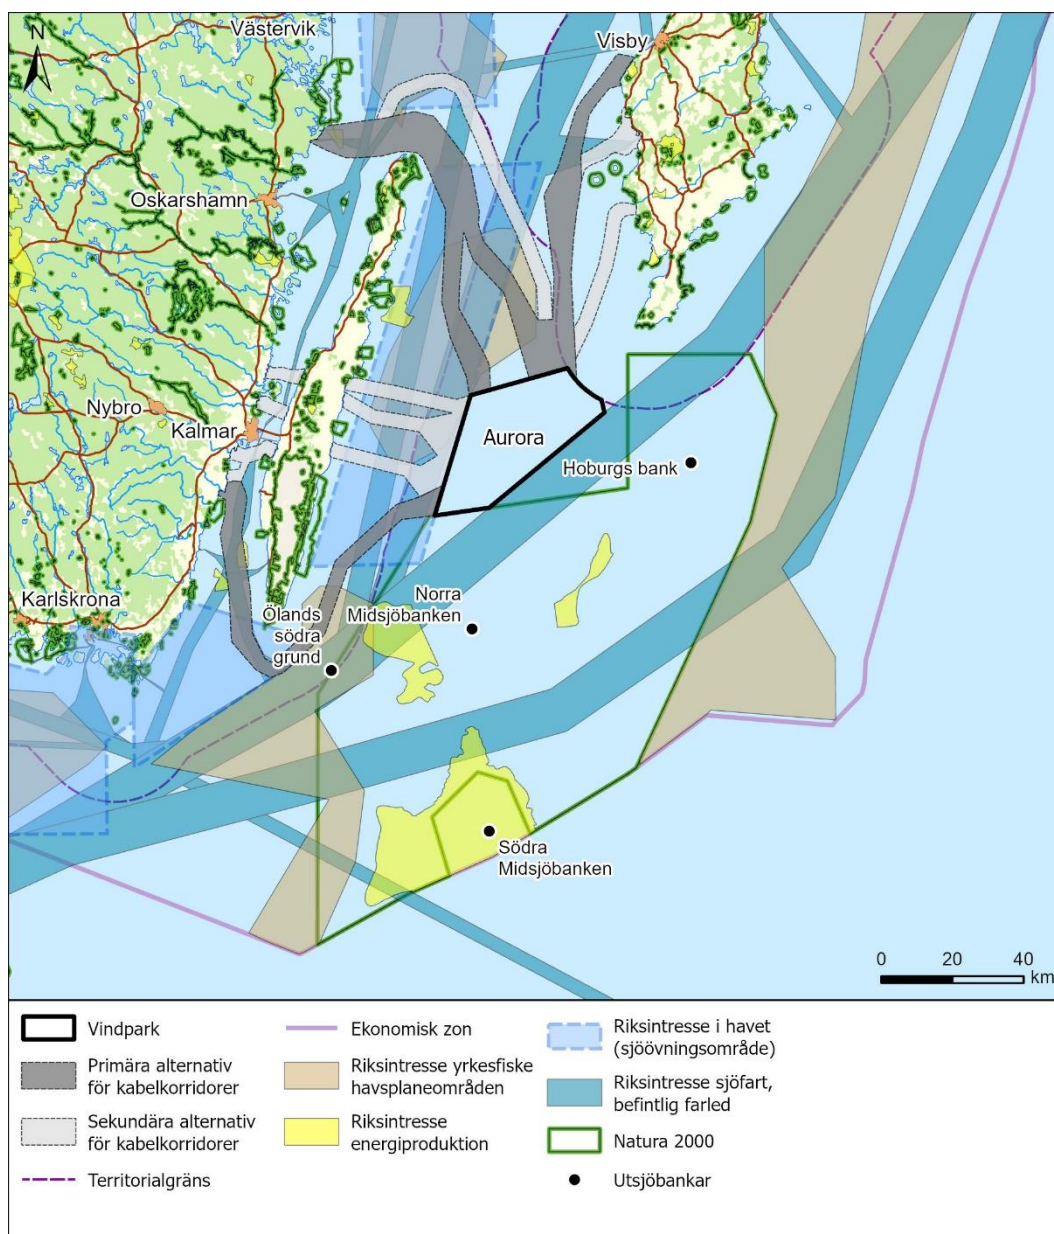 N
Västervik
Visby
Oskarshamn
Nybro
Kalmar
Aurora
Hoburgs bank
Karlskrona
Ölands
södra
grund
Norra
Midsjöbanken
Södra
Midsjöbanken
0 20 40
km
Vindpark
Primära alternativ
för kabelkorridorer
Sekundära alternativ
för kabelkorridorer
Territorialgräns
Ekonomisk zon
Riksintresse yrkesfiske
havsplaneområden
Riksintresse
energiproduktion
Riksintresse i havet
(sjöövningsområde)
Riksintresse sjöfart,
befintlig farled
Natura 2000
Utsjöbankar